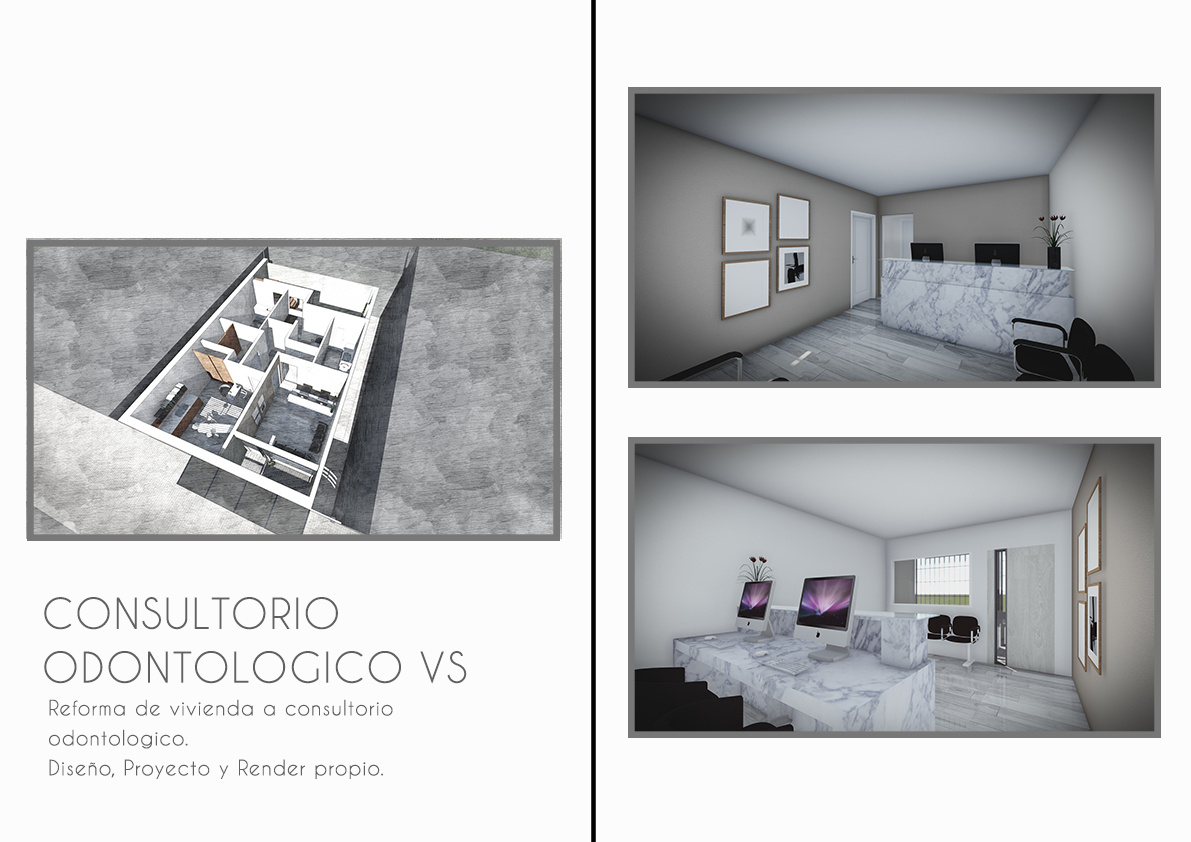 CONSULTORIO
ODONTOLOGICO VS
Reforma de vivienda a consultorio
odontologico.
Diseño, Proyecto y Render propio.